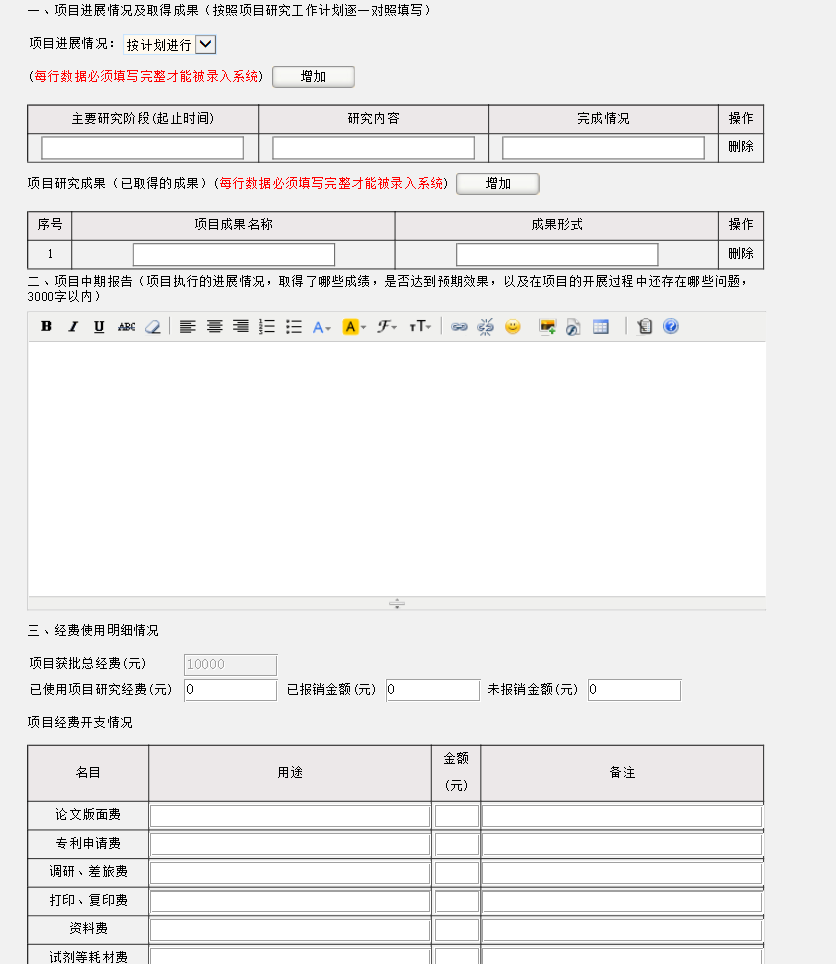 一、项目进展情况及取得成果（按照项目研究工作计划逐一对照填写）
项目进展情况： 按计划进行
(每行数据必须填写完整才能被录入系统) 增加
主要研究阶段(起止时间) 研究内容 完成情况 操作
删除
项目研究成果（已取得的成果）(每行数据必须填写完整才能被录入系统) 增加
序号 项目成果名称 成果形式 操作
1 删除
二、项目中期报告（项目执行的进展情况，取得了哪些成绩，是否达到预期效果，以及在项目的开展过程中还存在哪些问题，
3000字以内）
B I U ABC A A F TT
三、经费使用明细情况
项目获批总经费(元) 10000
已使用项目研究经费(元) 0 已报销金额(元) 0 未报销金额(元) 0
项目经费开支情况
名目 用途 金额 备注
(元)
论文版面费
专利申请费
调研、差旅费
打印、复印费
资料费
试剂等耗材费